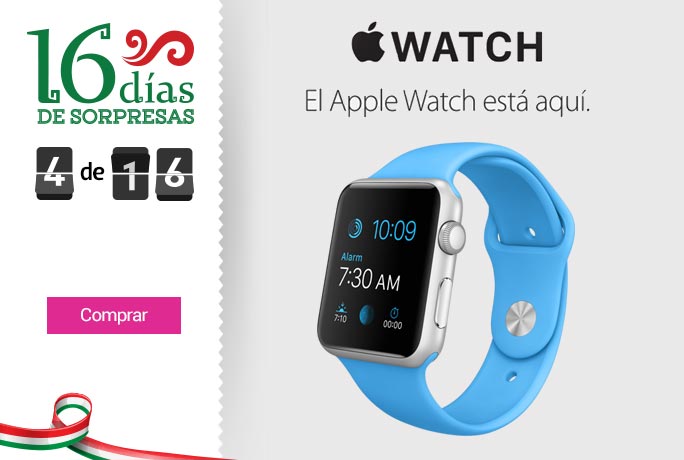 16
días
DE SORPRESAS
4 de 16
Comprar
WATCH
El Apple Watch está aquí.
10:09
Alarm
7:30 AM
7:10
00:00